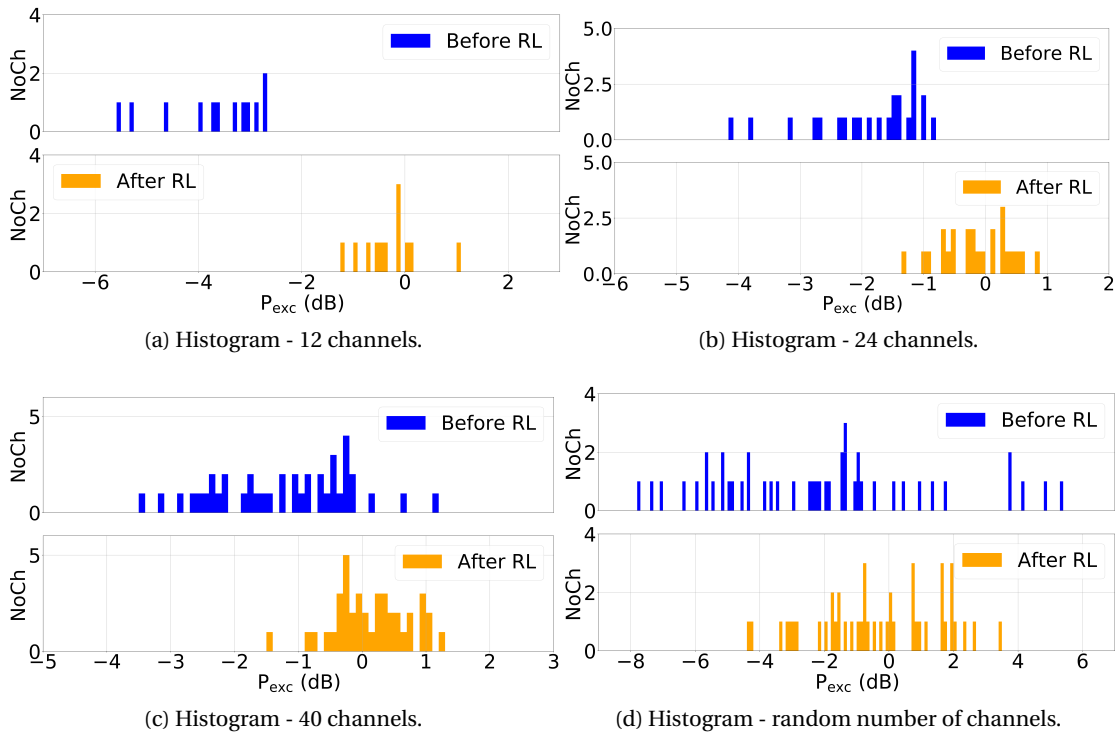 4
2
0
NoCh
Before RL
4
2
0
NoCh
After RL
−6 −4 −2 0 2
P_exc (dB)
(a) Histogram - 12 channels.
5.0
2.5
0.0
NoCh
Before RL
5.0
2.5
0.0
NoCh
After RL
−6 −5 −4 −3 −2 −1 0 1 2
P_exc (dB)
(b) Histogram - 24 channels.
5
0
NoCh
Before RL
5
0
NoCh
After RL
−5 −4 −3 −2 −1 0 1 2 3
P_exc (dB)
(c) Histogram - 40 channels.
4
2
0
NoCh
Before RL
4
2
0
NoCh
After RL
−8 −6 −4 −2 0 2 4 6
P_exc (dB)
(d) Histogram - random number of channels.